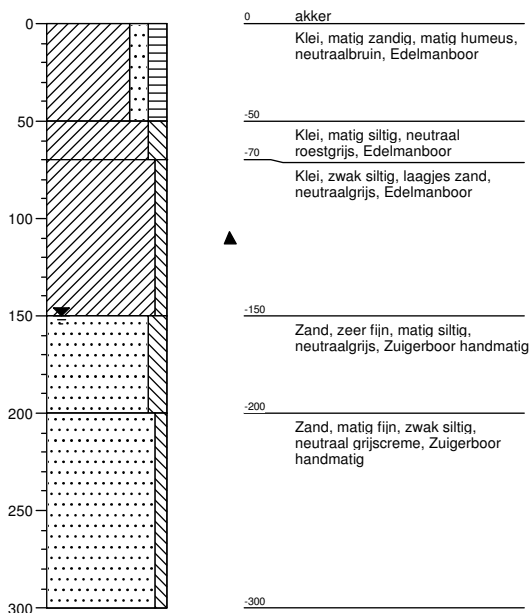 0
50
100
150
200
250
300
0 akker
Klei, matig zandig, matig humeus,
neutraalbruin, Edelmanboor
-50
Klei, matig siltig, neutraal
roestgrijs, Edelmanboor
-70
Klei, zwak siltig, laagjes zand,
neutraalgrijs, Edelmanboor
-150
Zand, zeer fijn, matig siltig,
neutraalgrijs, Zuigerboor handmatig
-200
Zand, matig fijn, zwak siltig,
neutraal grijscreme, Zuigerboor
handmatig
-300